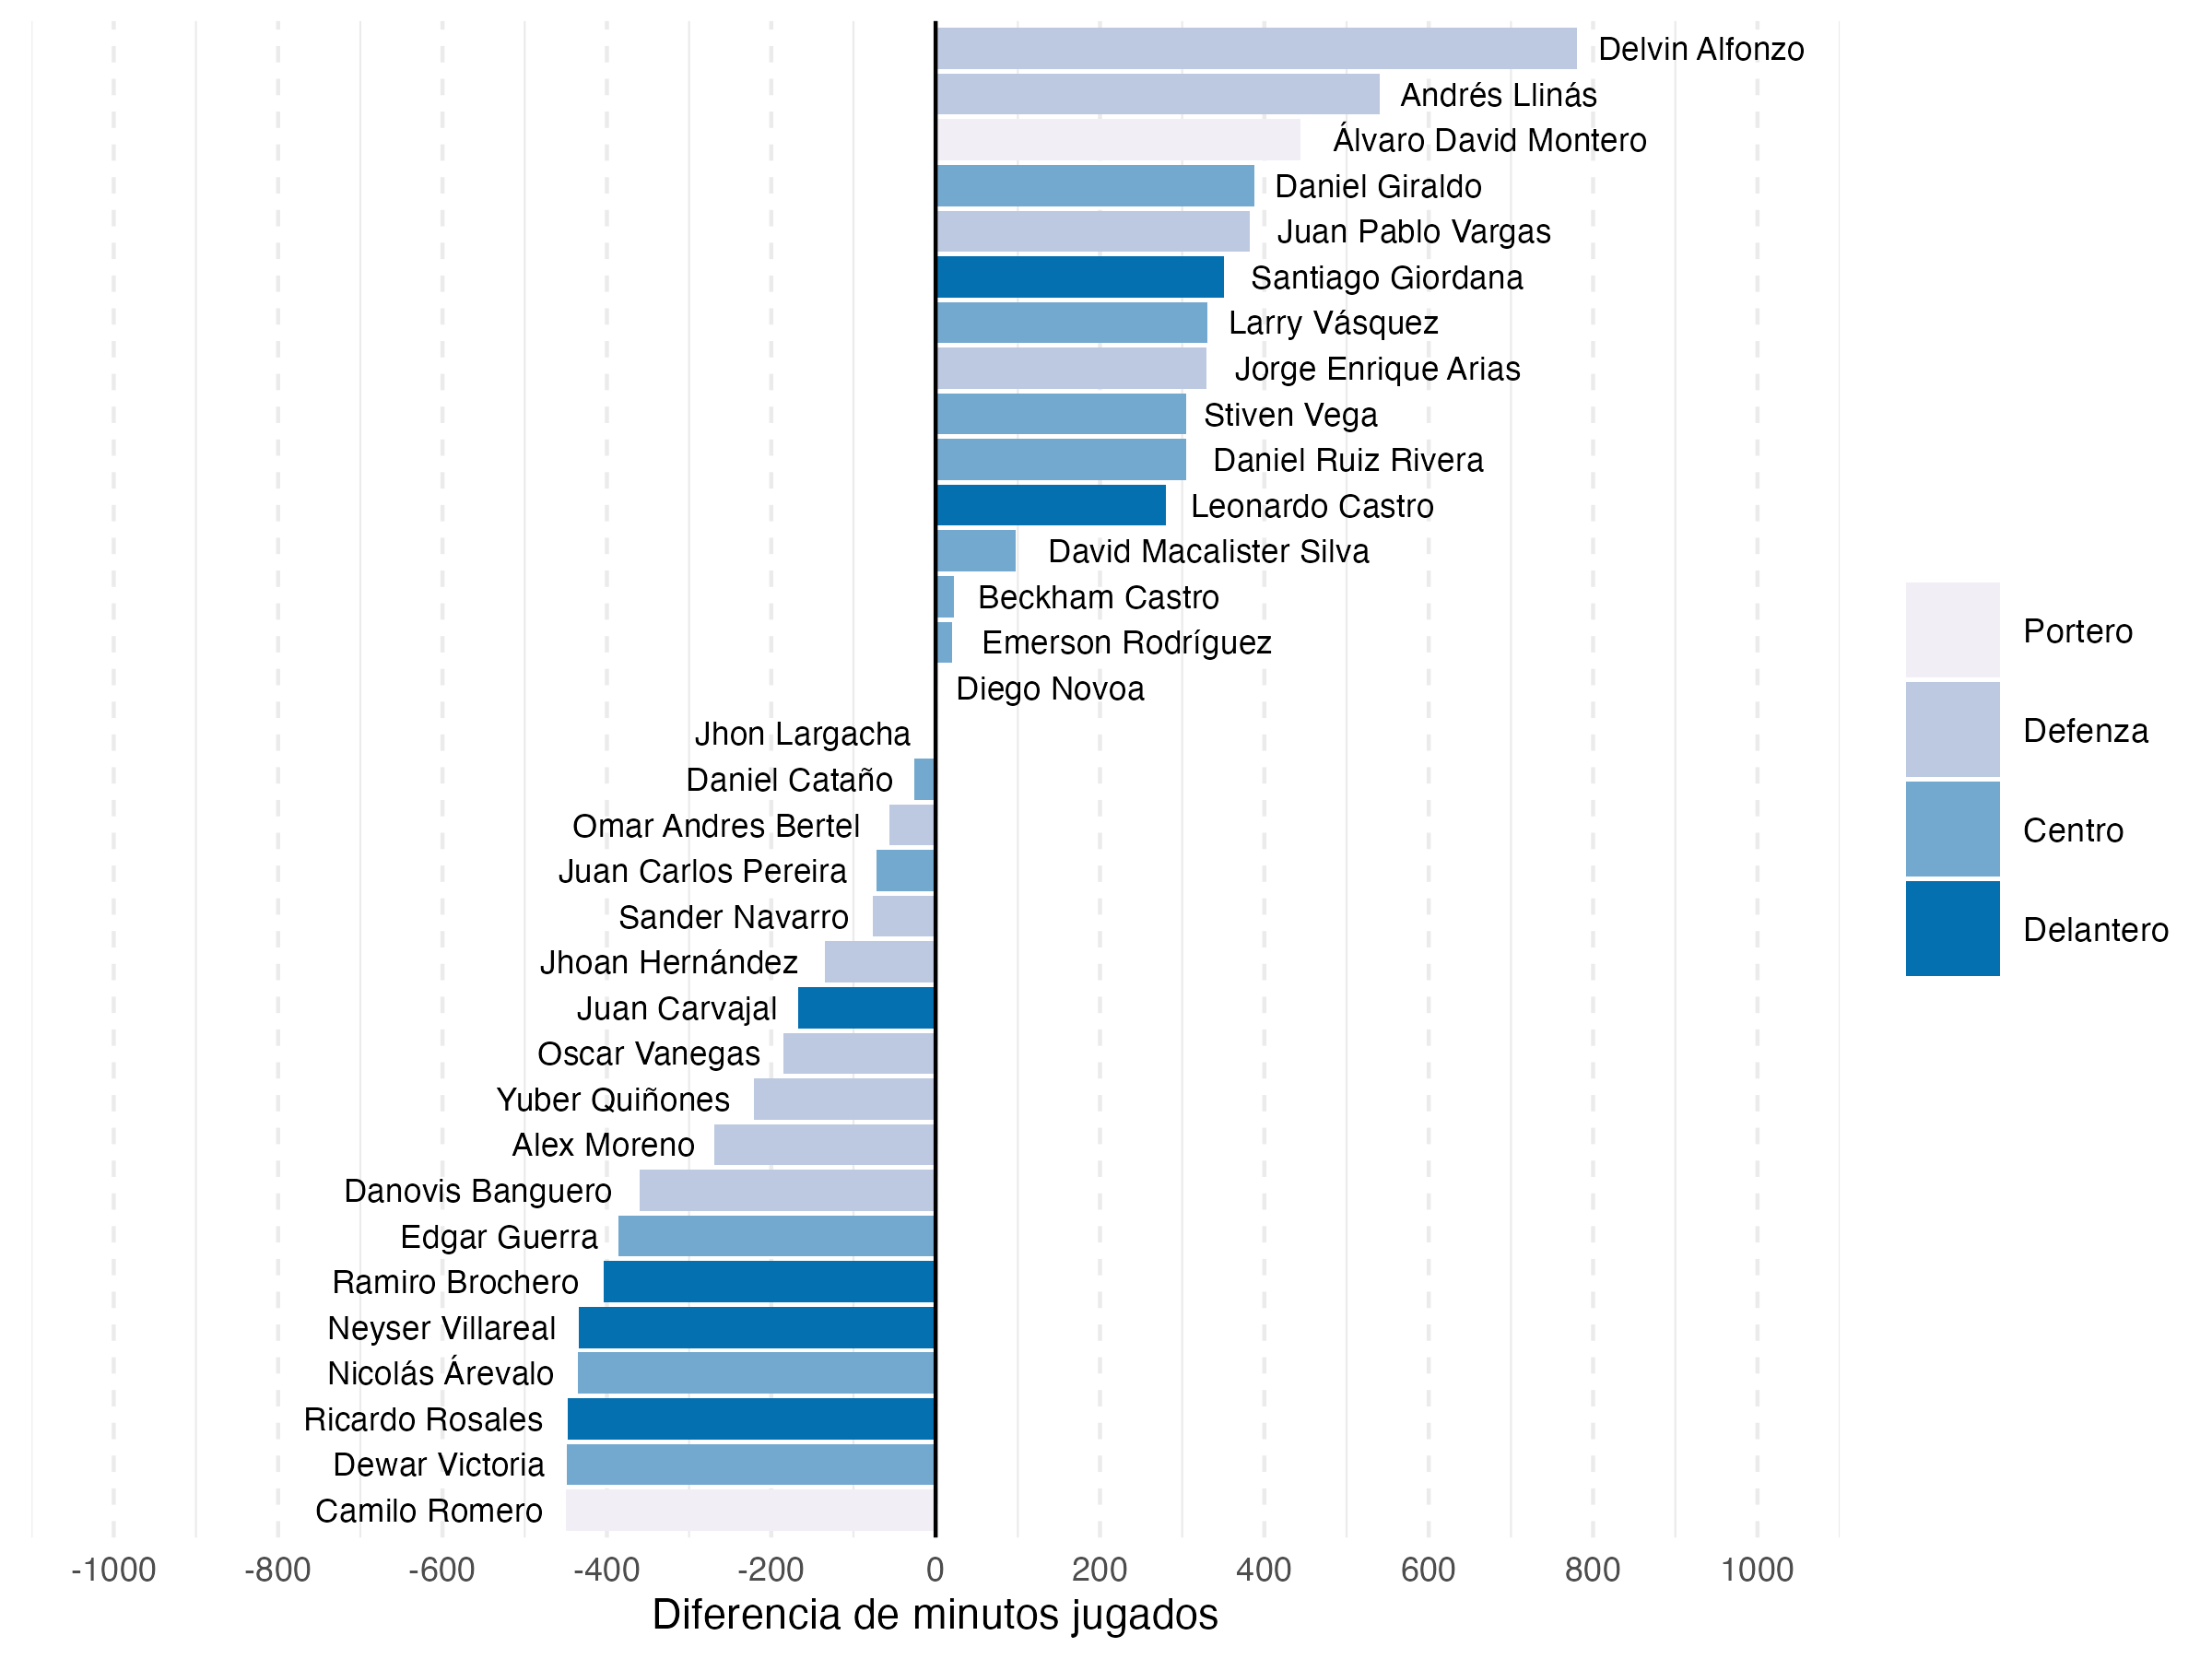 Delvin Alfonzo
Andrés Llinás
Álvaro David Montero
Daniel Giraldo
Juan Pablo Vargas
Santiago Giordana
Larry Vásquez
Jorge Enrique Arias
Stiven Vega
Daniel Ruiz Rivera
Leonardo Castro
David Macalister Silva
Beckham Castro
Emerson Rodríguez
Diego Novoa
Jhon Largacha
Daniel Cataño
Omar Andres Bertel
Juan Carlos Pereira
Sander Navarro
Jhoan Hernández
Juan Carvajal
Oscar Vanegas
Yuber Quiñones
Alex Moreno
Danovis Banguero
Edgar Guerra
Ramiro Brochero
Neyser Villareal
Nicolás Árevalo
Ricardo Rosales
Dewar Victoria
Camilo Romero
-1000 -800 -600 -400 -200 0 200 400 600 800 1000
Diferencia de minutos jugados
Portero
Defenza
Centro
Delantero